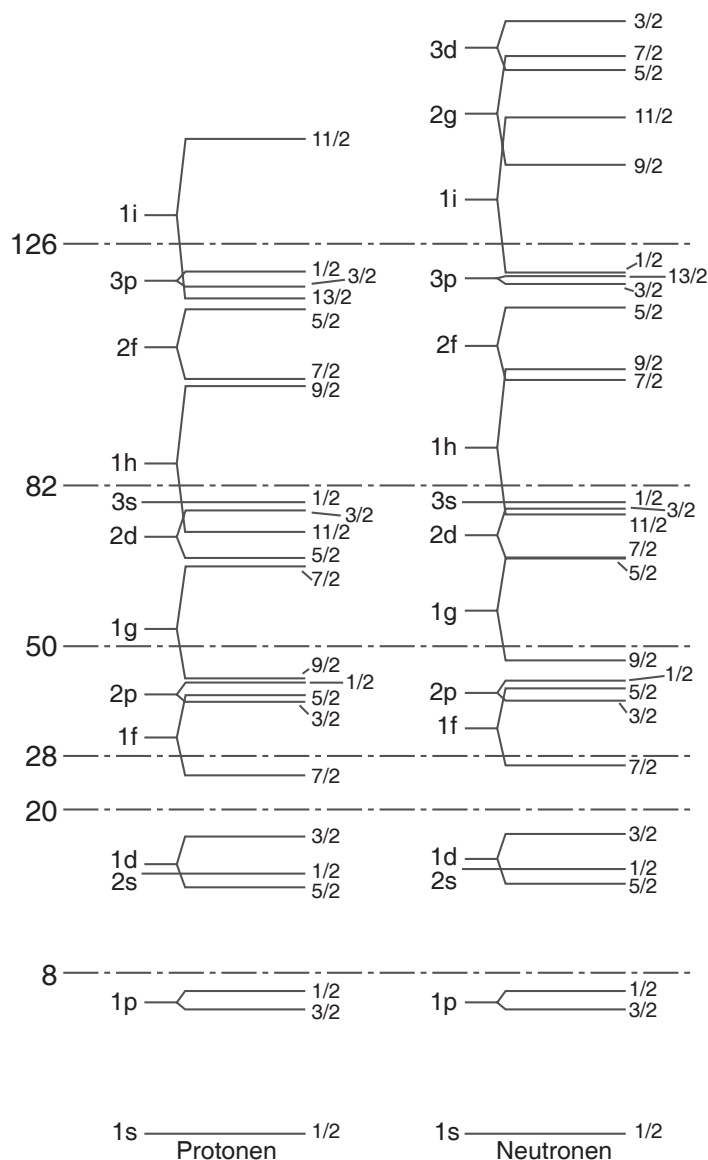 3d 3/2
7/2
5/2
2g
11/2 11/2
9/2
1i 1i
126
1/2 1/2
3p 3/2 3p 13/2
13/2 3/2
5/2 5/2
2f 2f
7/2 9/2
9/2 7/2
1h 1h
82
3s 1/2 3s 1/2
3/2 3/2
2d 11/2 2d 11/2
5/2 7/2
7/2 5/2
1g 1g
50
9/2 9/2
1/2 1/2
2p 5/2 2p 5/2
3/2 3/2
1f 1f
28
7/2 7/2
20
3/2 3/2
1d 1d
2s 1/2 2s 1/2
5/2 5/2
8
1/2 1/2
1p 3/2 1p 3/2
1s 1/2 1s 1/2
Protonen Neutronen